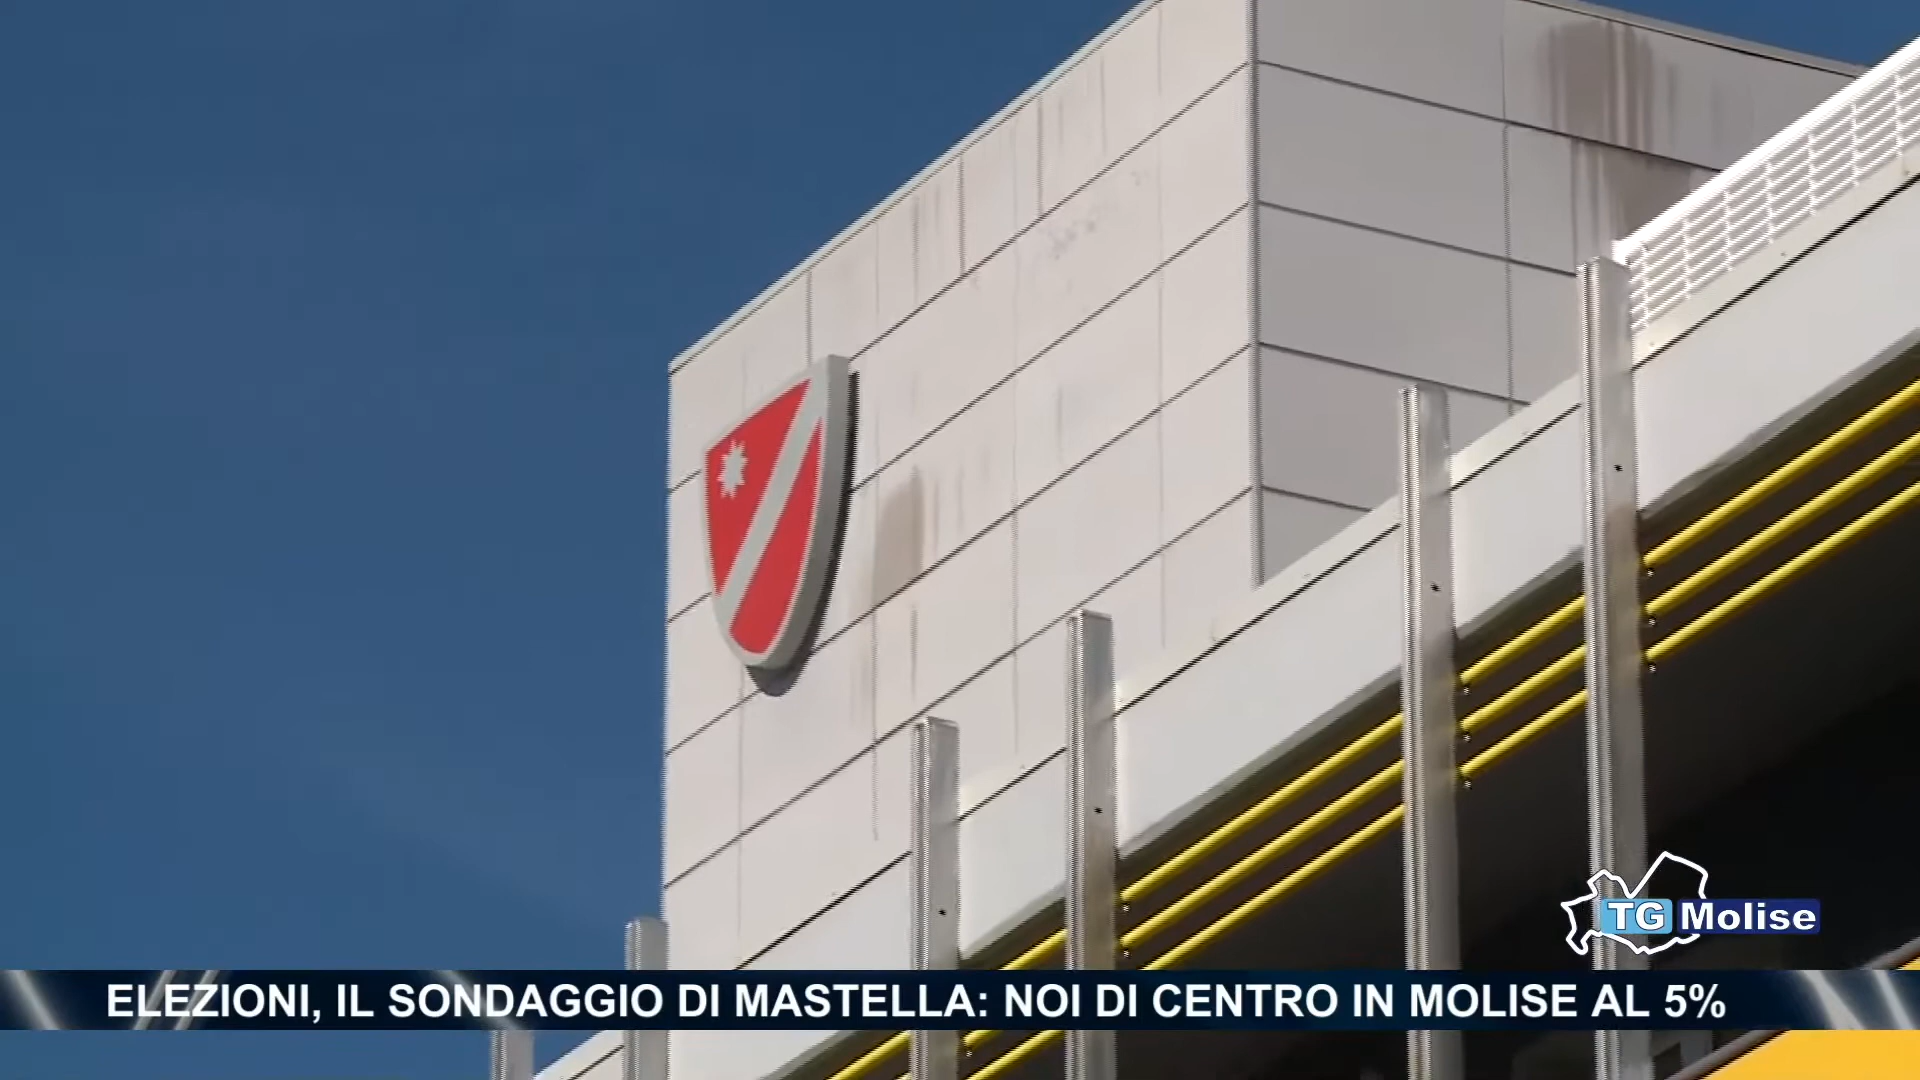 TG Molise
ELEZIONI, IL SONDAGGIO DI MASTELLA: NOI DI CENTRO IN MOLISE AL 5%